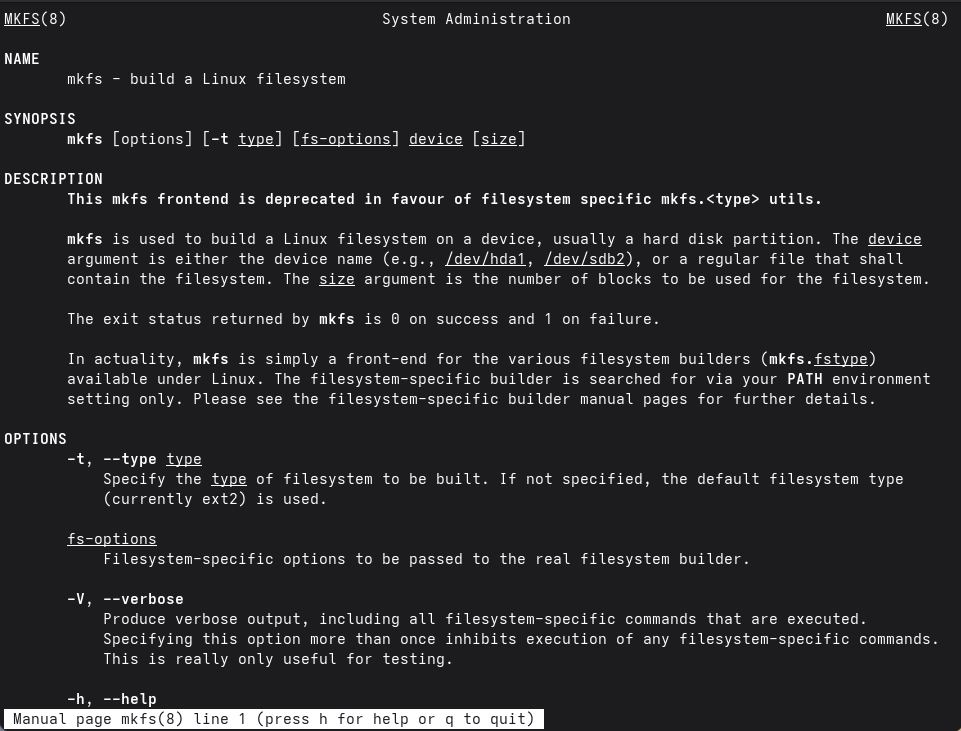 MKFS(8) System Administration MKFS(8)
NAME
mkfs - build a Linux filesystem
SYNOPSIS
mkfs [options] [-t type] [fs-options] device [size]
DESCRIPTION
This mkfs frontend is deprecated in favour of filesystem specific mkfs.<type> utils.
mkfs is used to build a Linux filesystem on a device, usually a hard disk partition. The device
argument is either the device name (e.g., /dev/hda1, /dev/sdb2), or a regular file that shall
contain the filesystem. The size argument is the number of blocks to be used for the filesystem.
The exit status returned by mkfs is 0 on success and 1 on failure.
In actuality, mkfs is simply a front-end for the various filesystem builders (mkfs.fstype)
available under Linux. The filesystem-specific builder is searched for via your PATH environment
setting only. Please see the filesystem-specific builder manual pages for further details.
OPTIONS
-t, --type type
Specify the type of filesystem to be built. If not specified, the default filesystem type
(currently ext2) is used.
fs-options
Filesystem-specific options to be passed to the real filesystem builder.
-V, --verbose
Produce verbose output, including all filesystem-specific commands that are executed.
Specifying this option more than once inhibits execution of any filesystem-specific commands.
This is really only useful for testing.
-h, --help
Manual page mkfs(8) line 1 (press h for help or q to quit)